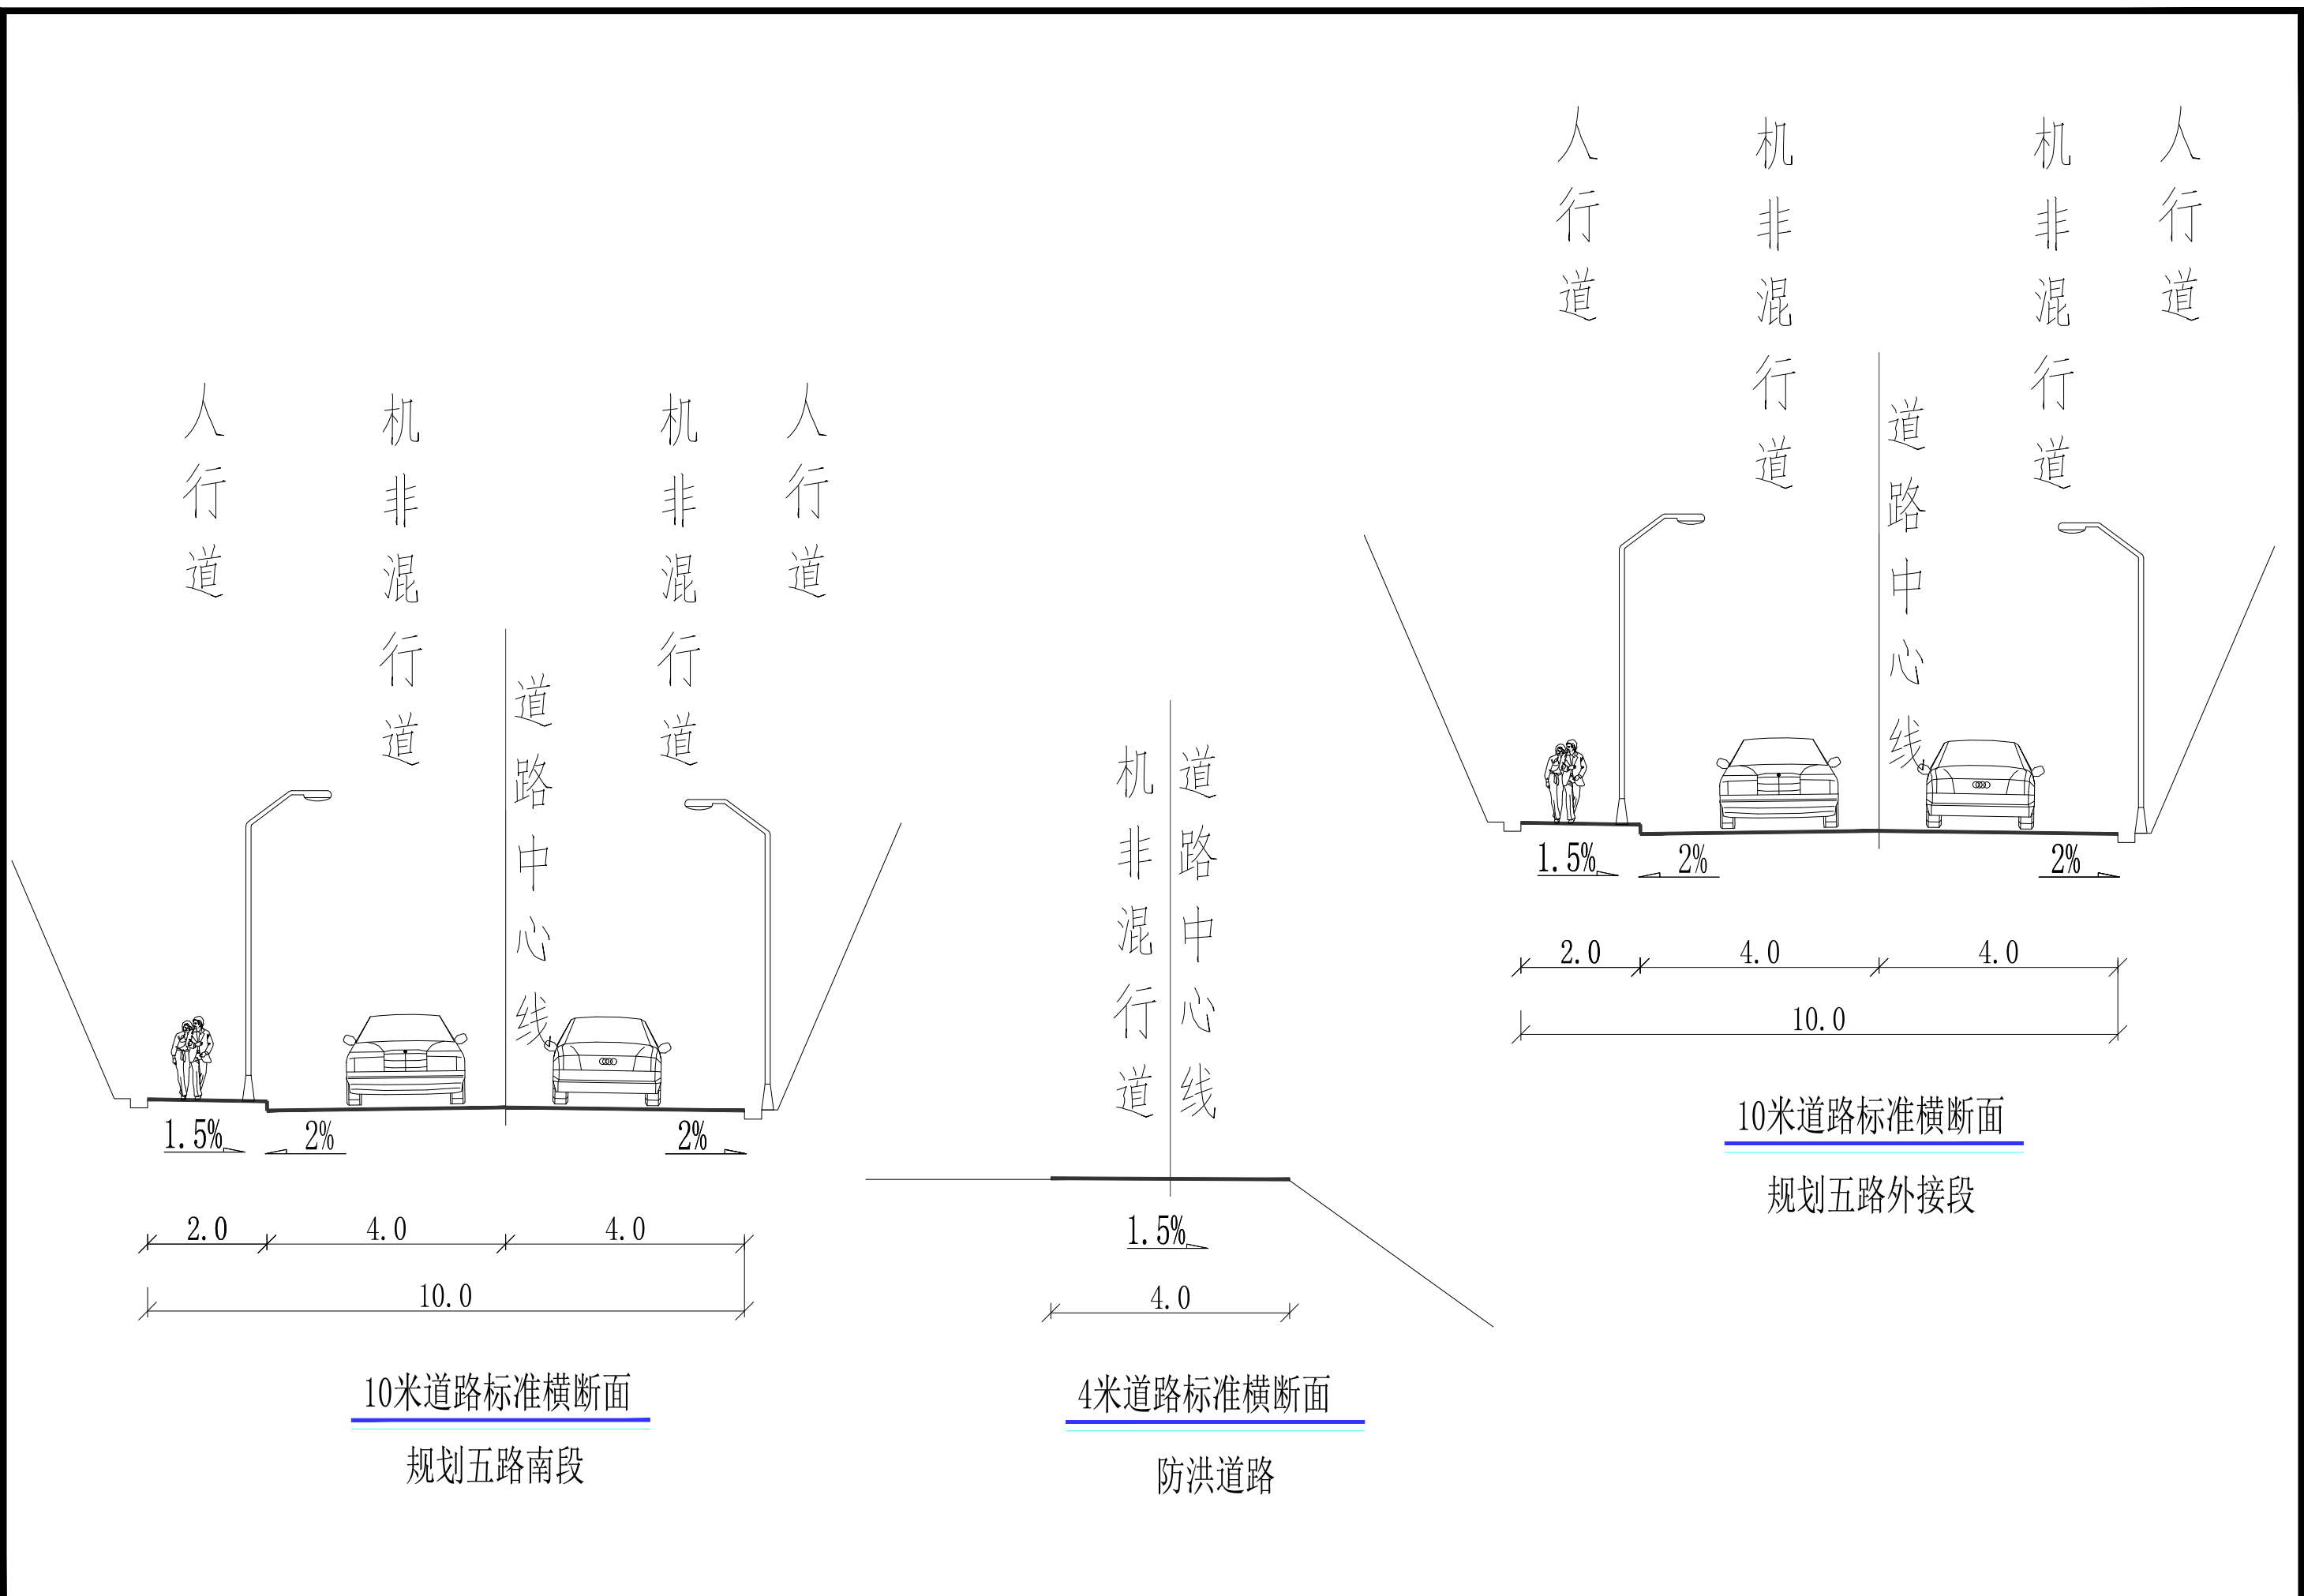 人行道
机非混行道
道路中心线
机非混行道
人行道
1.5%
2%
2%
2.0
4.0
4.0
10.0
10米道路标准横断面
规划五路南段
机非混行道
道路中心线
1.5%
4.0
4米道路标准横断面
防洪道路
人行道
机非混行道
道路中心线
机非混行道
人行道
1.5%
2%
2%
2.0
4.0
4.0
10.0
10米道路标准横断面
规划五路外接段